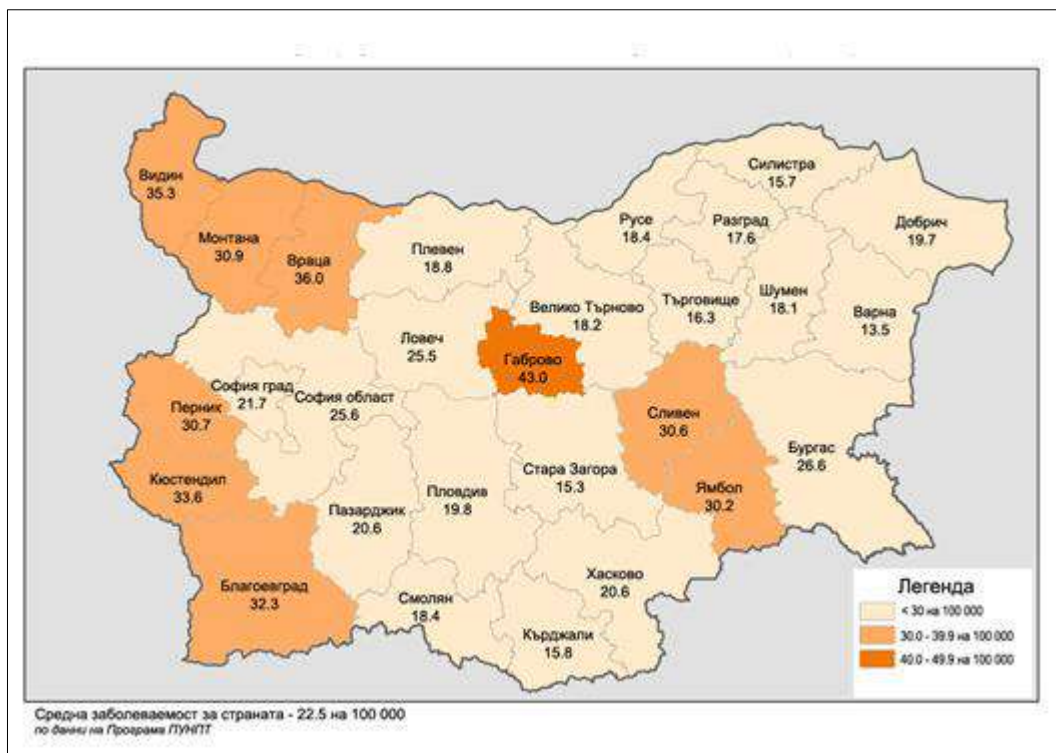 Силистра
15.7
Видин
35.3
Русе
18.4
Разград
17.6
Добрич
19.7
Монтана
30.9
Враца
36.0
Плевен
18.8
Шумен
18.1
Велико Търново
18.2
Търговище
16.3
Варна
13.5
Ловеч
25.5
Габрово
43.0
София град
21.7
София област
25.6
Перник
30.7
Сливен
30.6
Бургас
26.6
Кюстендил
33.6
Стара Загора
15.3
Ямбол
30.2
Пловдив
19.8
Пазарджик
20.6
Благоевград
32.3
Хасково
20.6
Смолян
18.4
Кърджали
15.8
Легенда
< 30 на 100 000
30.0 - 39.9 на 100 000
40.0 - 49.9 на 100 000
Средна заболеваемост за страната - 22.5 на 100 000
по данни на Програма ПУНПТ